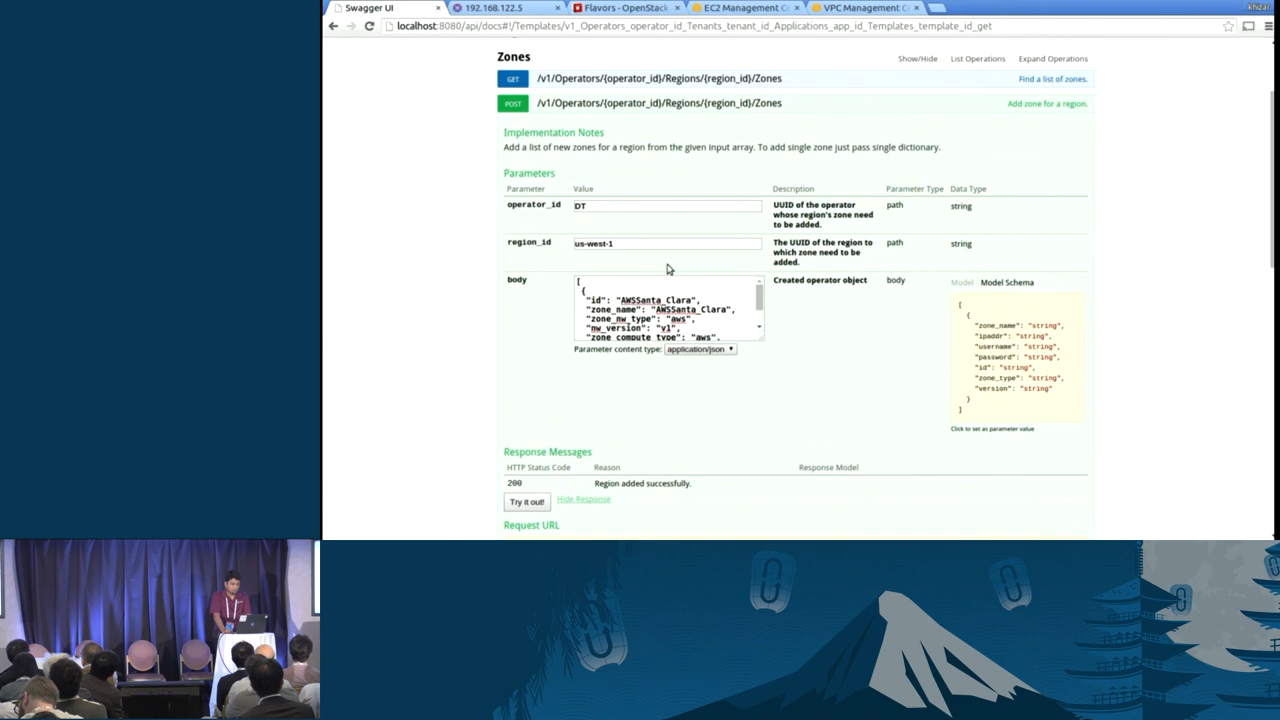 Swagger UI
192.168.122.5
Flavors - OpenStack
EC2 Management C
VPC Management C
khizar
localhost:8080/api/docs#!/Templates/v1_Operators_operator_id_Tenants_tenant_id_Applications_app_id_Templates_template_id_get
Zones
Show/Hide
List Operations
Expand Operations
GET
/v1/Operators/{operator_id}/Regions/{region_id}/Zones
Find a list of zones.
POST
/v1/Operators/{operator_id}/Regions/{region_id}/Zones
Add zone for a region.
Implementation Notes
Add a list of new zones for a region from the given input array. To add single zone just pass single dictionary.
Parameters
Parameter
Value
Description
Parameter Type
Data Type
operator_id
DT
UUID of the operator
whose region's zone need
to be added.
path
string
region_id
us-west-1
The UUID of the region to
which zone need to be
added.
path
string
body
[
{
"id": "AWSSanta_Clara",
"zone_name": "AWSSanta_Clara",
"zone_nw_type": "aws",
"nw_version": "v1",
"zone_compute_type": "aws",
Created operator object
body
Model
Model Schema
[
{
"zone_name": "string",
"ipaddr": "string",
"username": "string",
"password": "string",
"id": "string",
"zone_type": "string",
"version": "string"
}
]
Click to set as parameter value
Parameter content type: application/json
Response Messages
HTTP Status Code
Reason
Response Model
200
Region added successfully.
Try it out!
Hide Response
Request URL